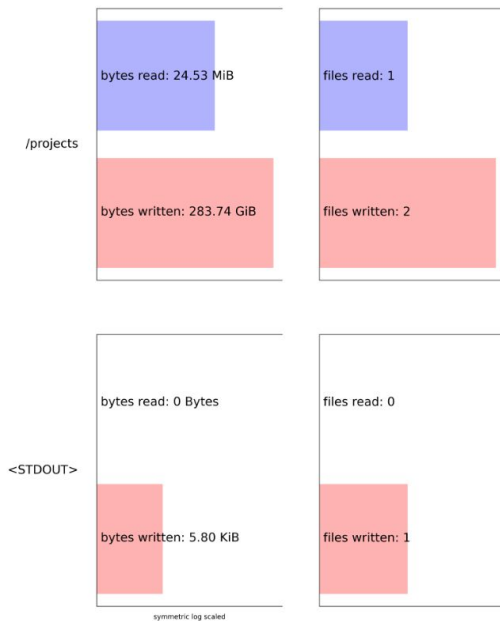 bytes read: 24.53 MiB
files read: 1
/projects
bytes written: 283.74 GiB
files written: 2
bytes read: 0 Bytes
files read: 0
<STDOUT>
bytes written: 5.80 KiB
files written: 1
symmetric log scaled